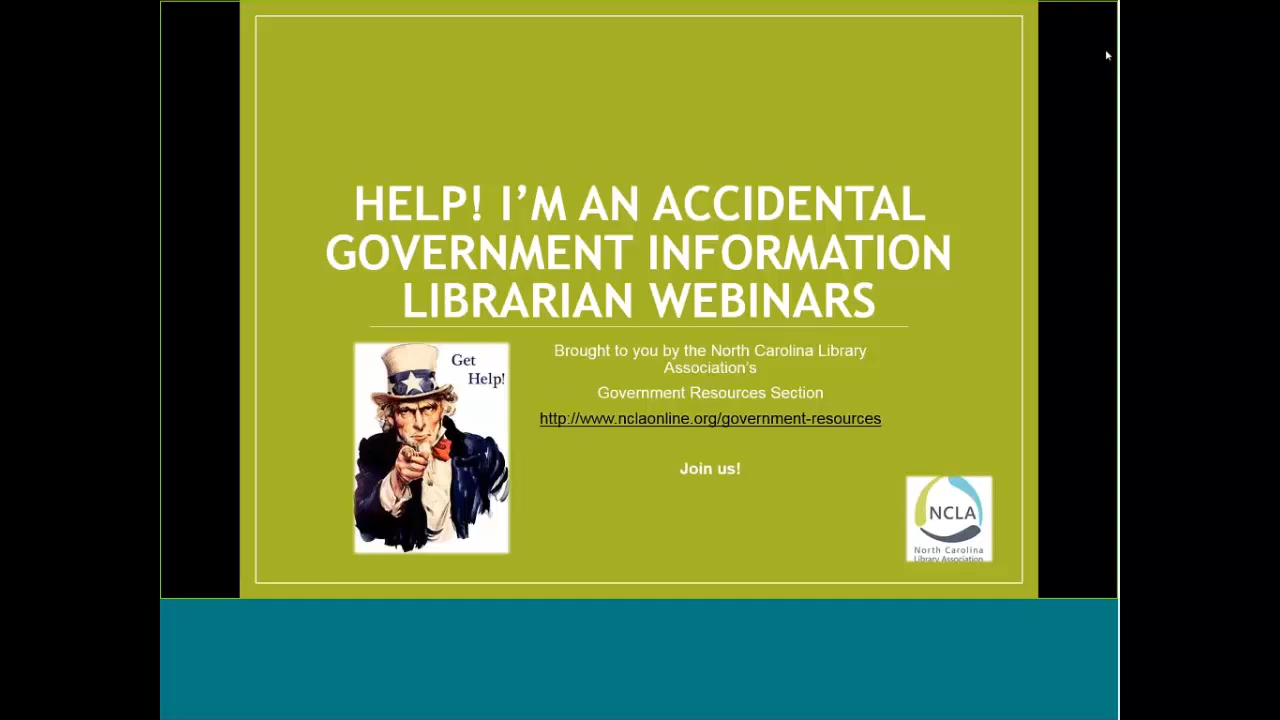 HELP! I'M AN ACCIDENTAL
GOVERNMENT INFORMATION
LIBRARIAN WEBINARS
Get
Help!
Brought to you by the North Carolina Library
Association's
Government Resources Section
http://www.nclaonline.org/government-resources
Join us!
NCLA
North Carolina
Library Association